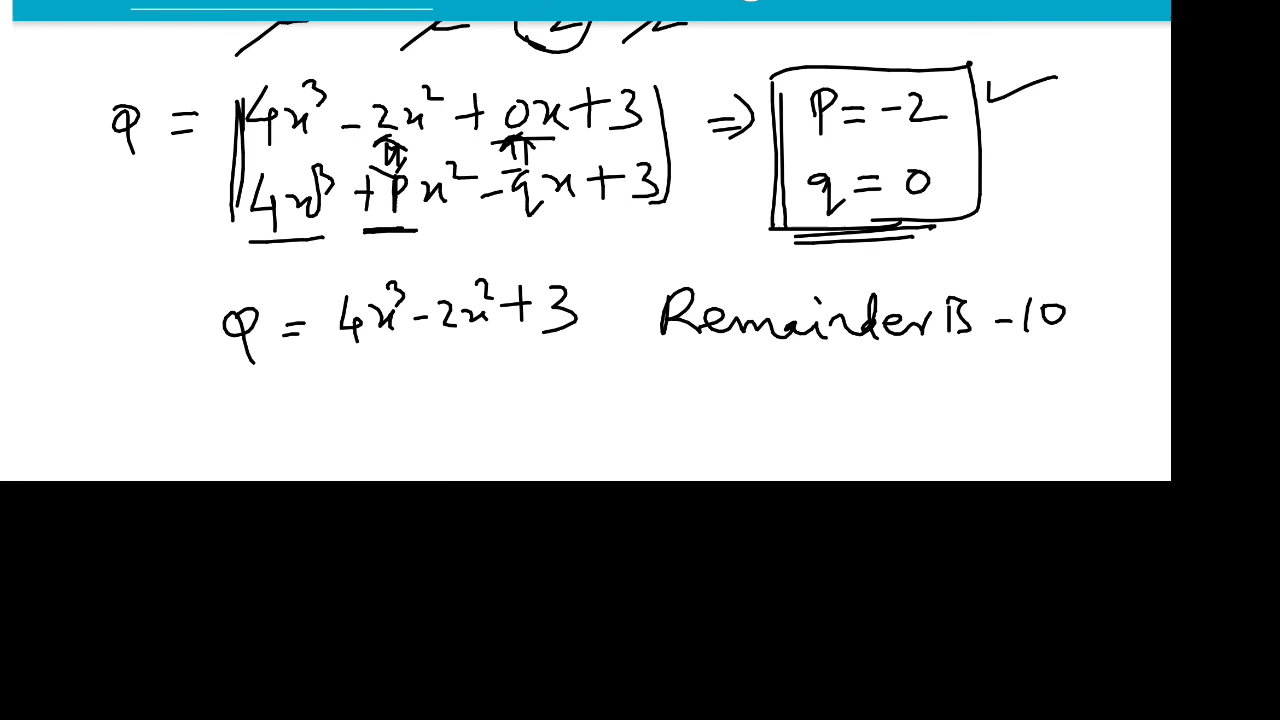 φ = 4x³ - 2x² + 0x + 3 ⇒ P = -2
4x³ + px² - qx + 3 q = 0
φ = 4x³ - 2x² + 3 Remainder is -10